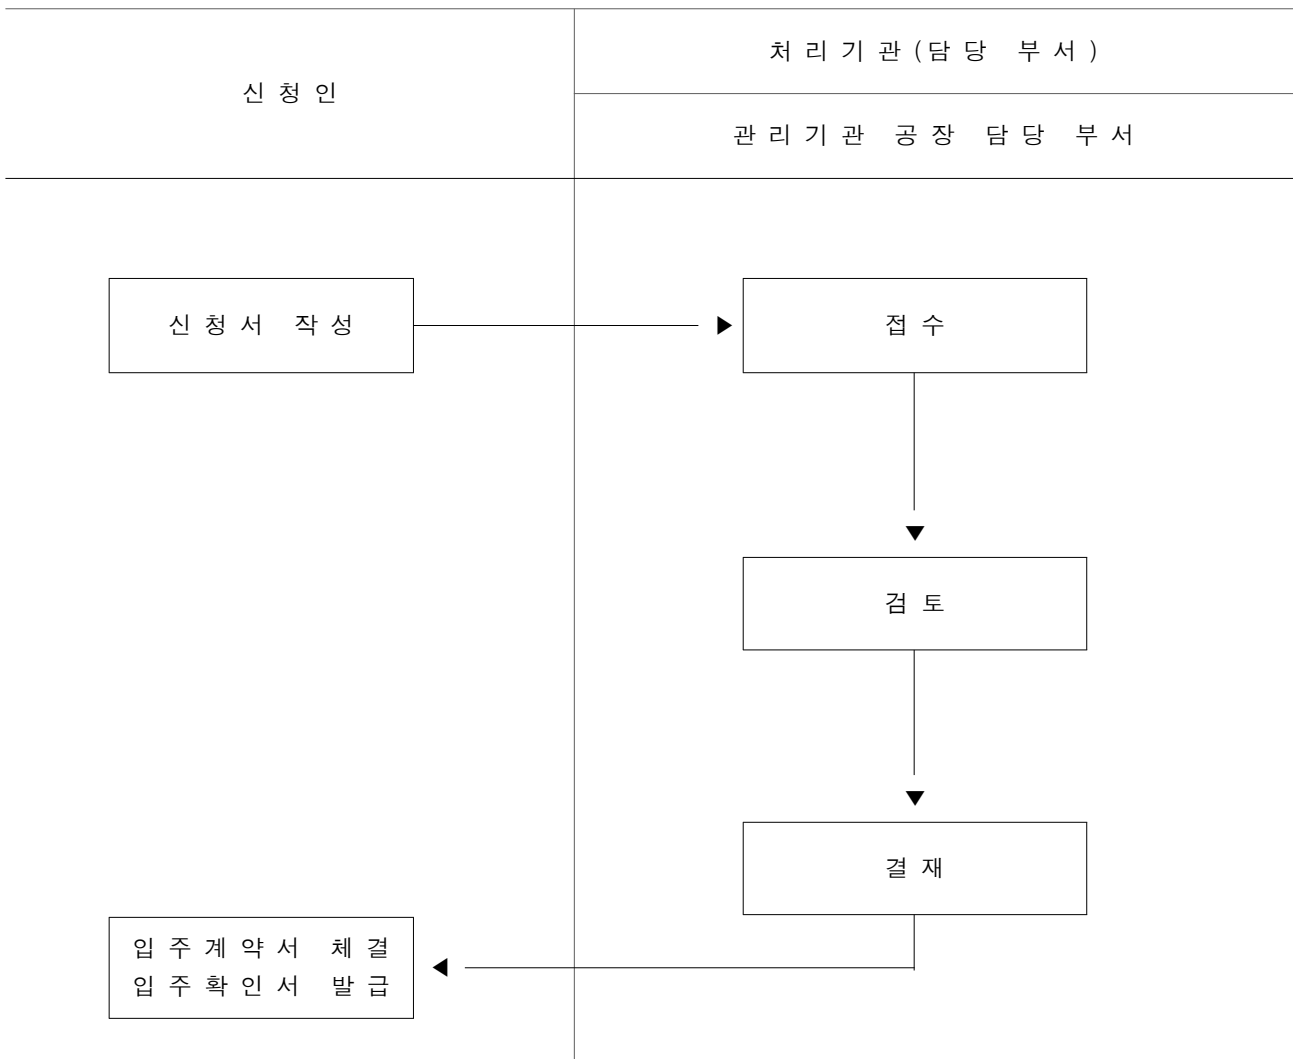 신청인
처리기관(담당 부서)
관리기관 공장 담당 부서
신청서 작성
접수
검토
결재
입주계약서 체결
입주확인서 발급